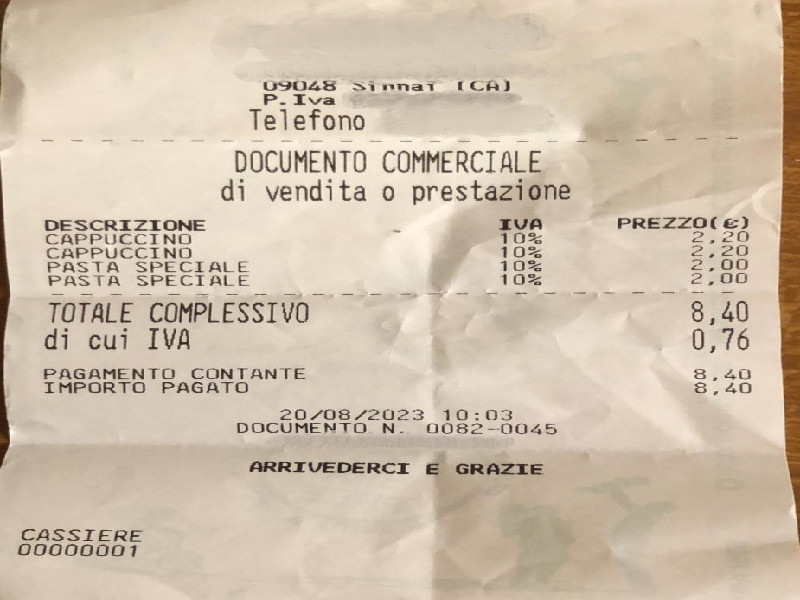 09048 Sinnai (CA)
P.Iva
Telefono
DOCUMENTO COMMERCIALE
di vendita o prestazione
DESCRIZIONE IVA PREZZO(€)
CAPPUCCINO 10% 2,20
CAPPUCCINO 10% 2,20
PASTA SPECIALE 10% 2,00
PASTA SPECIALE 10% 2,00
TOTALE COMPLESSIVO 8,40
di cui IVA 0,76
PAGAMENTO CONTANTE 8,40
IMPORTO PAGATO 8,40
20/08/2023 10:03
DOCUMENTO N. 0082-0045
ARRIVEDERCI E GRAZIE
CASSIERE
00000001